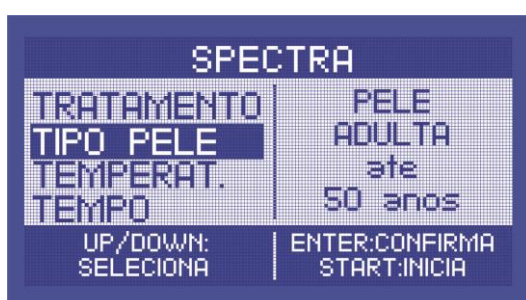 SPECTRA
TRATAMENTO
TIPO PELE
TEMPERAT.
TEMPO
PELE
ADULTA
ate
50 anos
UP/DOWN:
SELECIONA
ENTER:CONFIRMA
START:INICIA